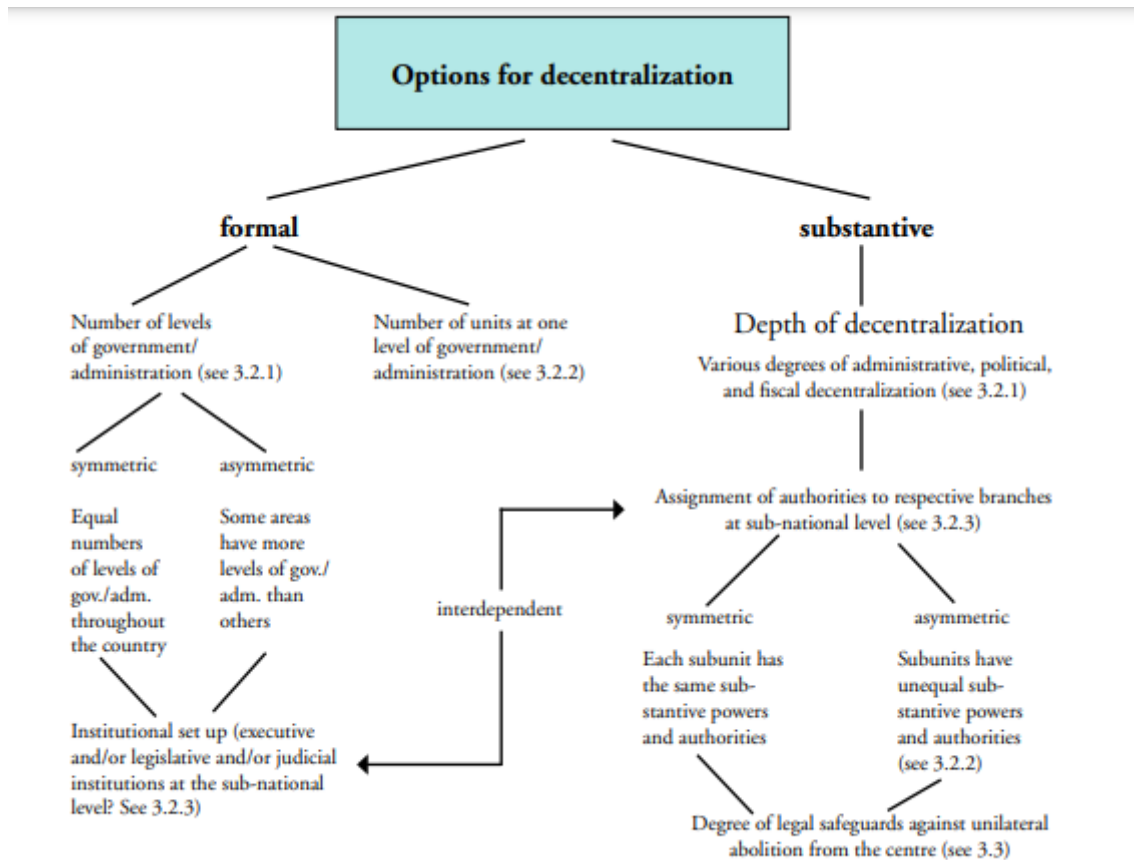 Options for decentralization
formal
substantive
Number of levels
of government/
administration (see 3.2.1)
Number of units at one
level of government/
administration (see 3.2.2)
Depth of decentralization
Various degrees of administrative, political,
and fiscal decentralization (see 3.2.1)
symmetric
Equal
numbers
of levels of
gov./adm.
throughout
the country
asymmetric
Some areas
have more
levels of gov./
adm. than
others
Institutional set up (executive
and/or legislative and/or judicial
institutions at the sub-national
level? See 3.2.3)
interdependent
Assignment of authorities to respective branches
at sub-national level (see 3.2.3)
symmetric
Each subunit has
the same sub-
stantive powers
and authorities
asymmetric
Subunits have
unequal sub-
stantive powers
and authorities
(see 3.2.2)
Degree of legal safeguards against unilateral
abolition from the centre (see 3.3)